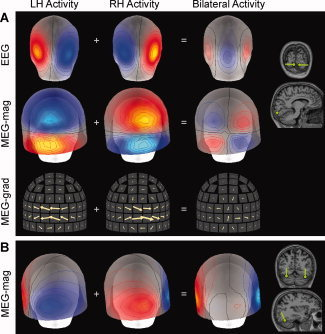 LH Activity RH Activity Bilateral Activity
A
EEG + =
MEG-mag + =
MEG-grad + =
B
MEG-mag + =